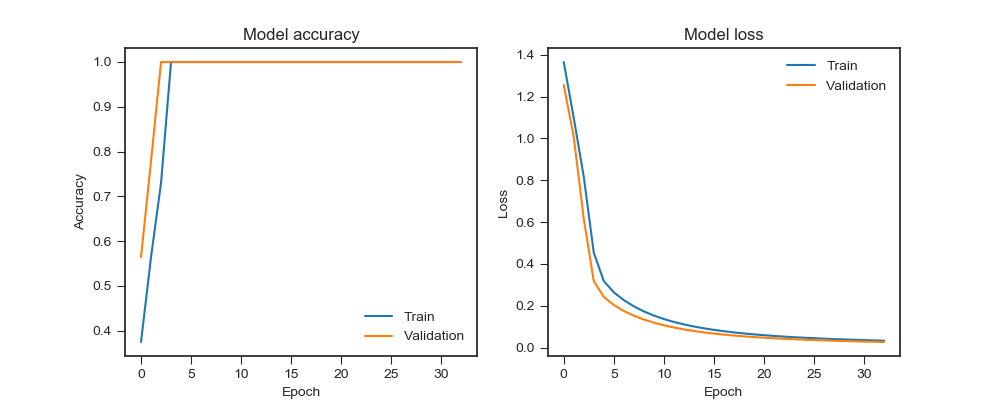 Model accuracy
1.0
0.9
0.8
0.7
0.6
0.5
0.4
Accuracy
0 5 10 15 20 25 30
Epoch
Train
Validation
Model loss
1.4
1.2
1.0
0.8
0.6
0.4
0.2
0.0
Loss
0 5 10 15 20 25 30
Epoch
Train
Validation